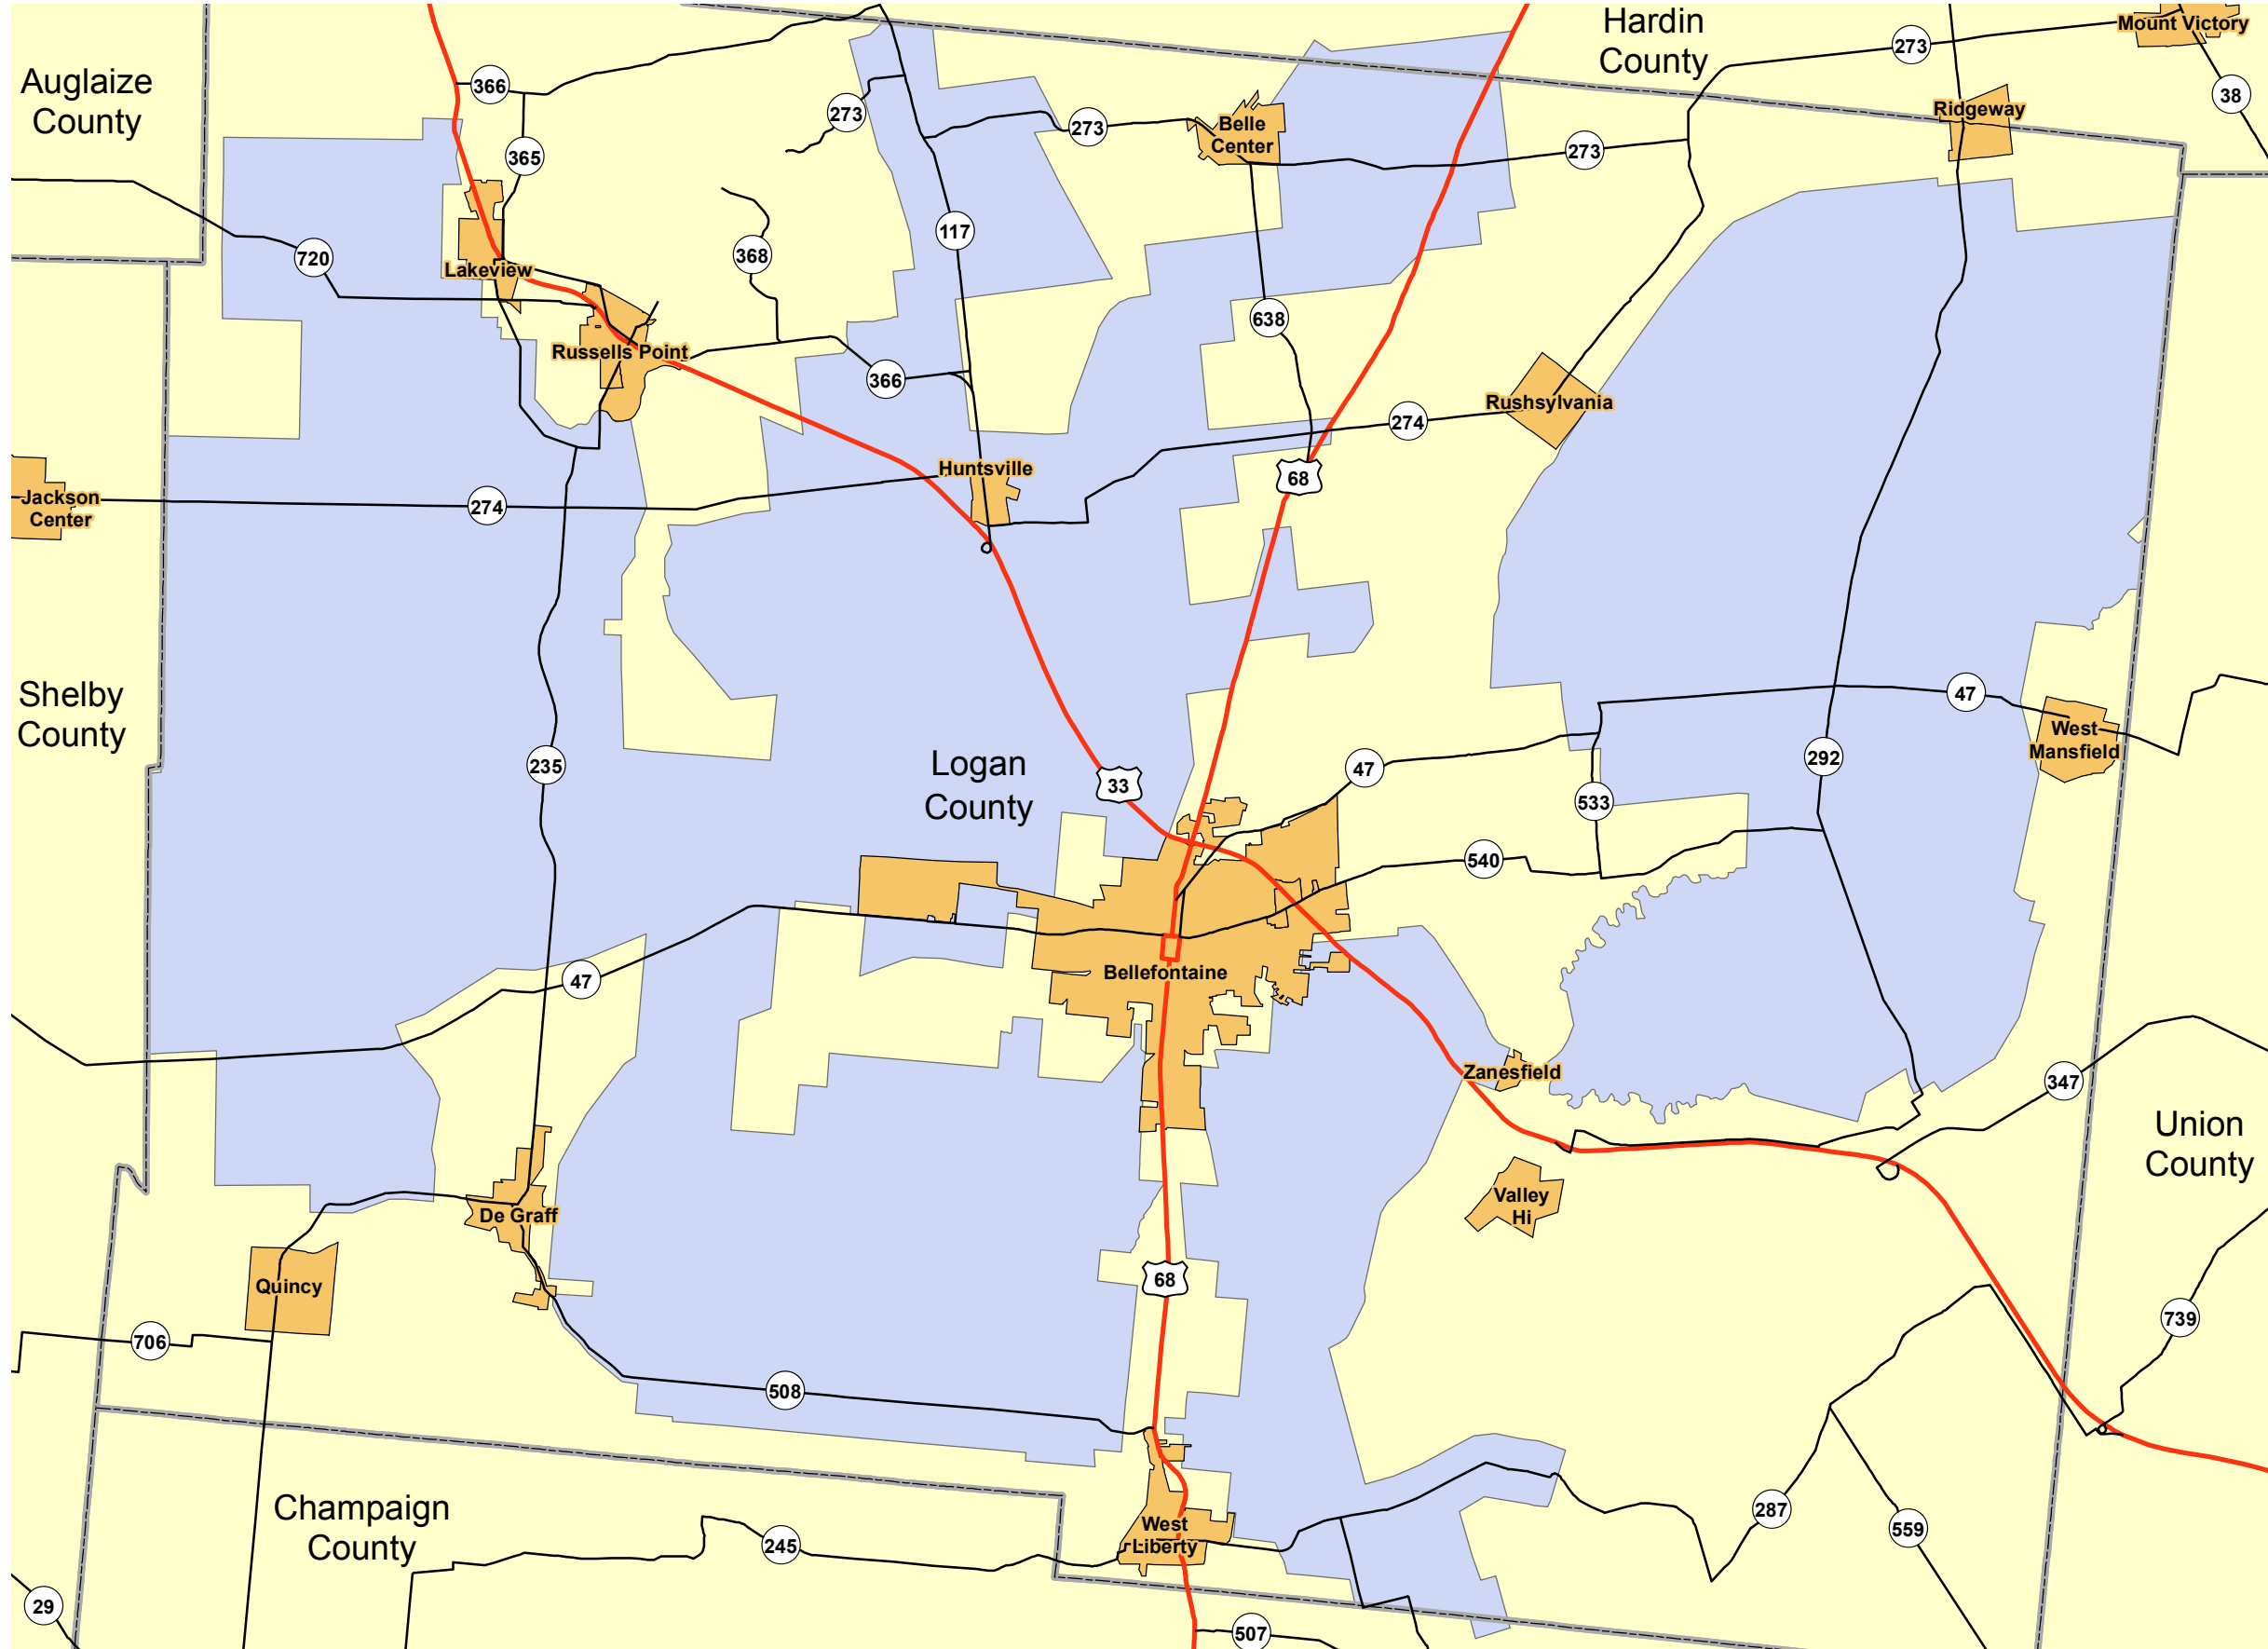 Hardin
County
Mount Victory
273
Auglaize
County
366
38
273
Ridgeway
Belle
Center
273
365
273
117
720
368
Lakeview
638
Russells Point
366
Rushsylvania
274
Huntsville
68
Jackson
Center
274
Shelby
County
47
West
Mansfield
292
235
Logan
County
47
33
533
540
Bellefontaine
47
Zanesfield
347
Union
County
Valley
Hi
De Graff
68
Quincy
739
706
508
Champaign
County
287
West
Liberty
559
245
29
507